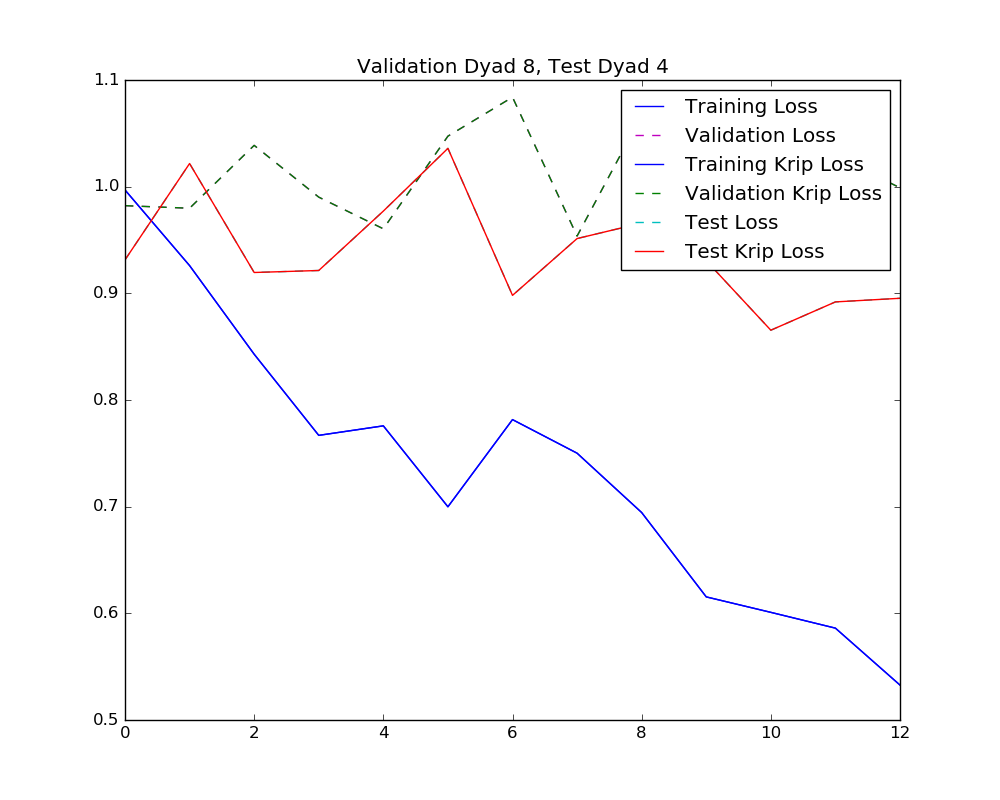 Validation Dyad 8, Test Dyad 4
1.1
1.0
0.9
0.8
0.7
0.6
0.5
Training Loss
Validation Loss
Training Krip Loss
Validation Krip Loss
Test Loss
Test Krip Loss
0 2 4 6 8 10 12